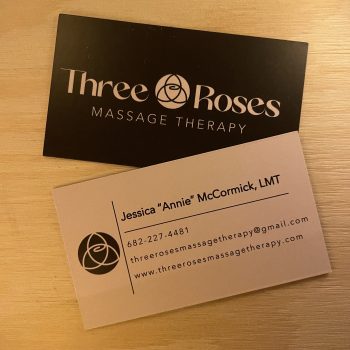 Three Roses
MASSAGE THERAPY
Jessica "Annie" McCormick, LMT
682-227-4481
threerosesmassagetherapy@gmail.com
www.threerosesmassagetherapy.com